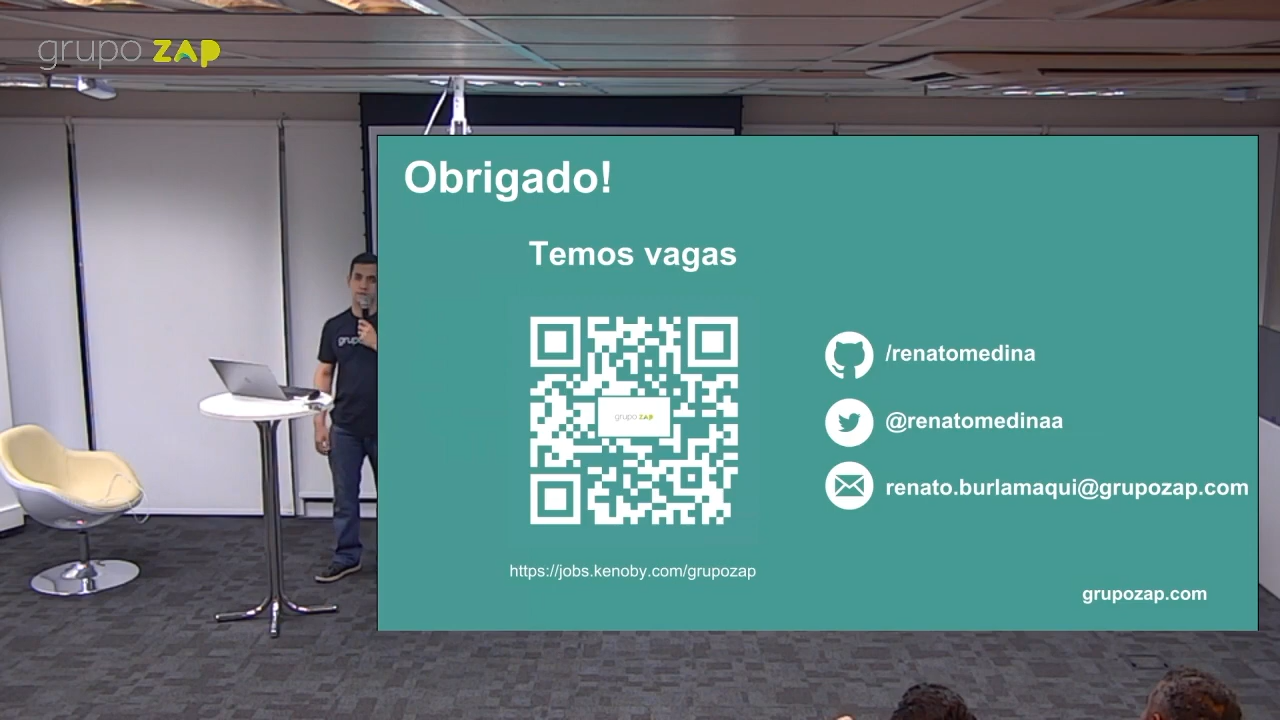 grupo ZAP
Obrigado!
Temos vagas
grupo
grupo ZAP
/renatomedina
@renatomedinaa
renato.burlamaqui@grupozap.com
https://jobs.kenoby.com/grupozap
grupozap.com